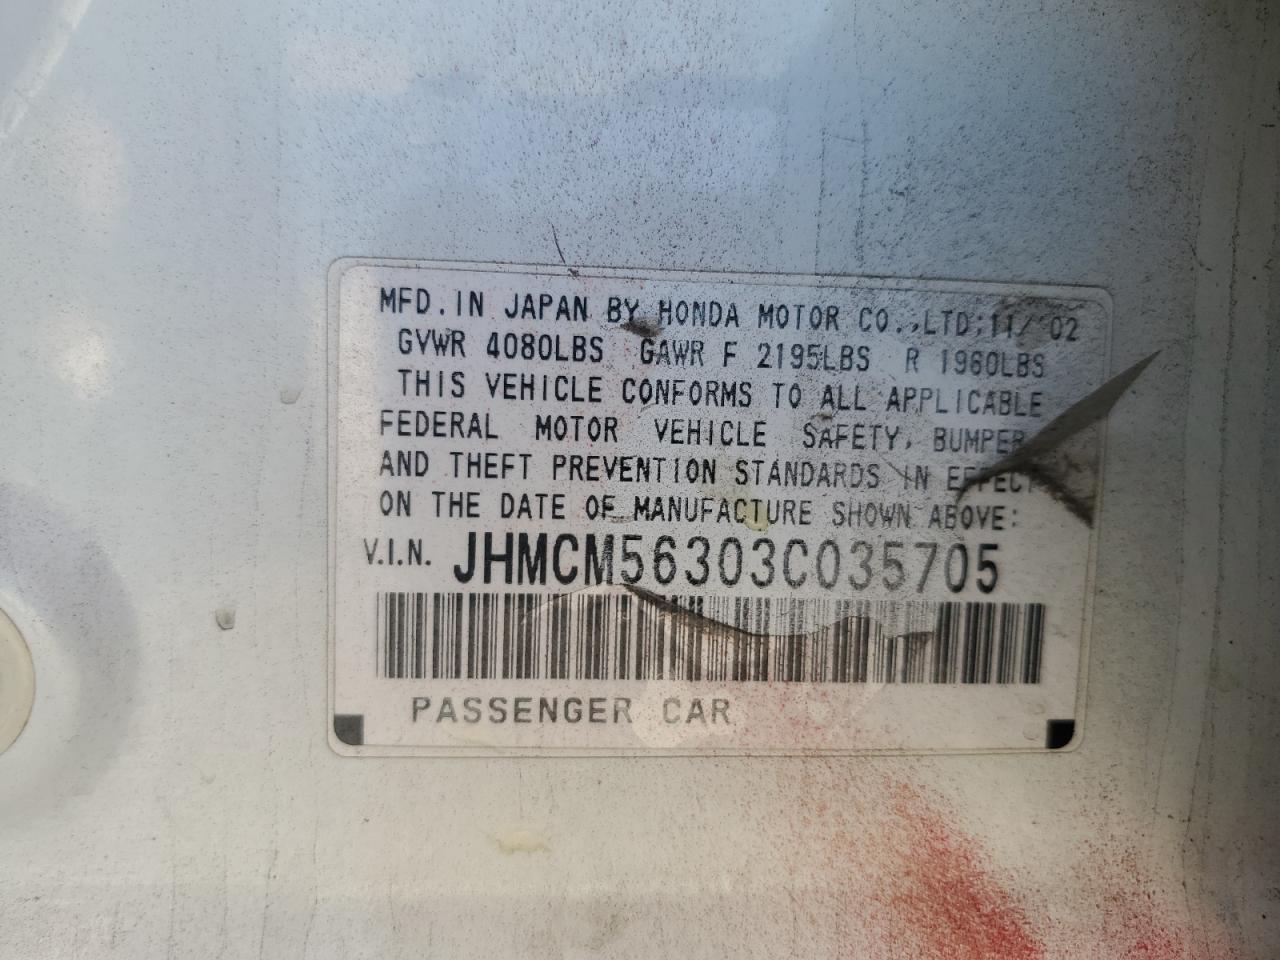 MFD. IN JAPAN BY HONDA MOTOR CO., LTD; 11/ 02
GVWR 4080LBS GAWR F 2195LBS R 1960LBS
THIS VEHICLE CONFORMS TO ALL APPLICABLE
FEDERAL MOTOR VEHICLE SAFETY, BUMPER
AND THEFT PREVENTION STANDARDS IN EFFECT
ON THE DATE OF MANUFACTURE SHOWN ABOVE:
V.I.N. JHMCM56303C035705
PASSENGER CAR